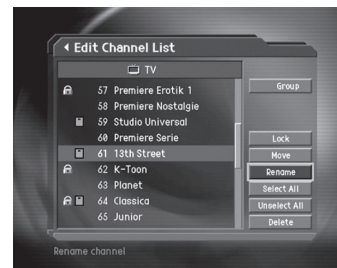 Edit Channel List
TV
57 Premiere Erotik 1
58 Premiere Nostalgie
59 Studio Universal
60 Premiere Serie
61 13th Street
62 K-Toon
63 Planet
64 Classica
65 Junior
Group
Lock
Move
Rename
Select All
Unselect All
Delete
Rename channel